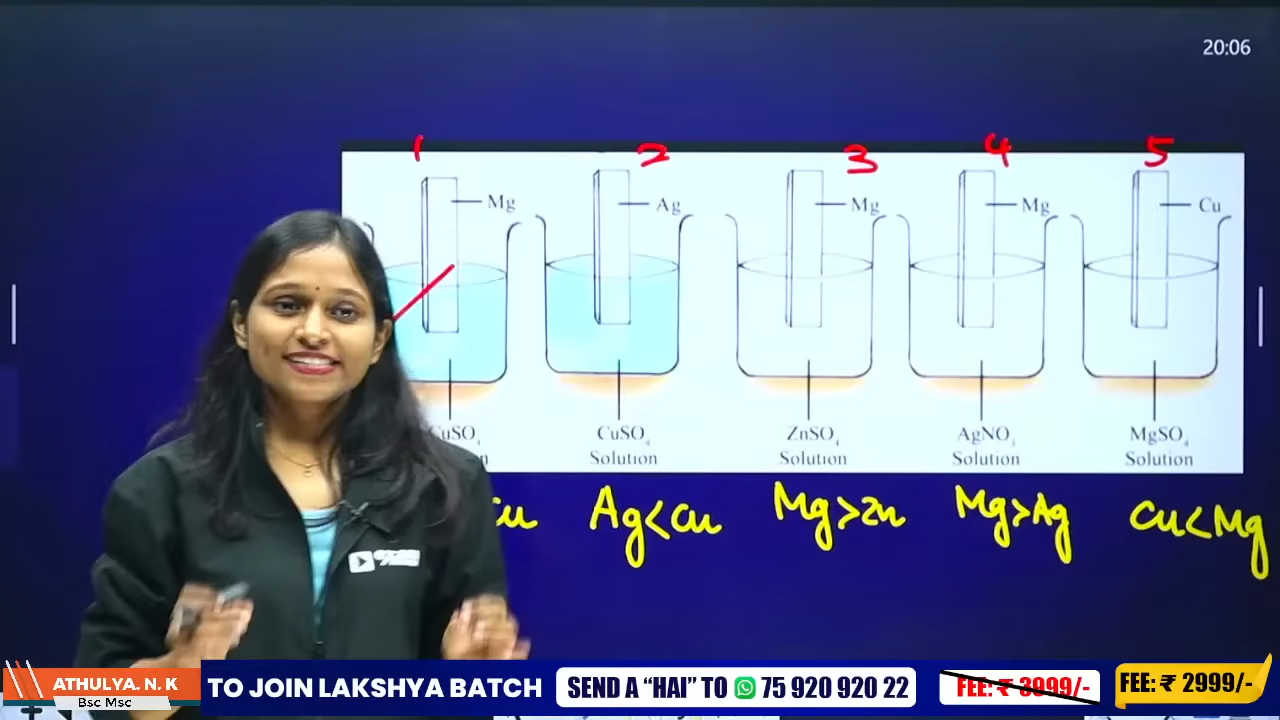 20:06
1 2 3 4 5
Mg Ag Mg Mg Cu
CuSO₄ CuSO₄ ZnSO₄ AgNO₃ MgSO₄
Solution Solution Solution Solution
cu Ag<cu Mg>zn Mg>Ag cu<Mg
ATHULYA. N. K
Bsc Msc
TO JOIN LAKSHYA BATCH
SEND A “HAI” TO 75 920 920 22
FEE: ₹ 3999/-
FEE: ₹ 2999/-